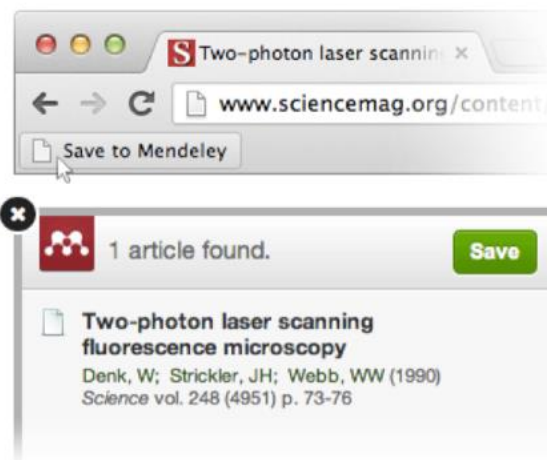 S Two-photon laser scannin
www.sciencemag.org/content
Save to Mendeley
1 article found.
Save
Two-photon laser scanning
fluorescence microscopy
Denk, W; Strickler, JH; Webb, WW (1990)
Science vol. 248 (4951) p. 73-76